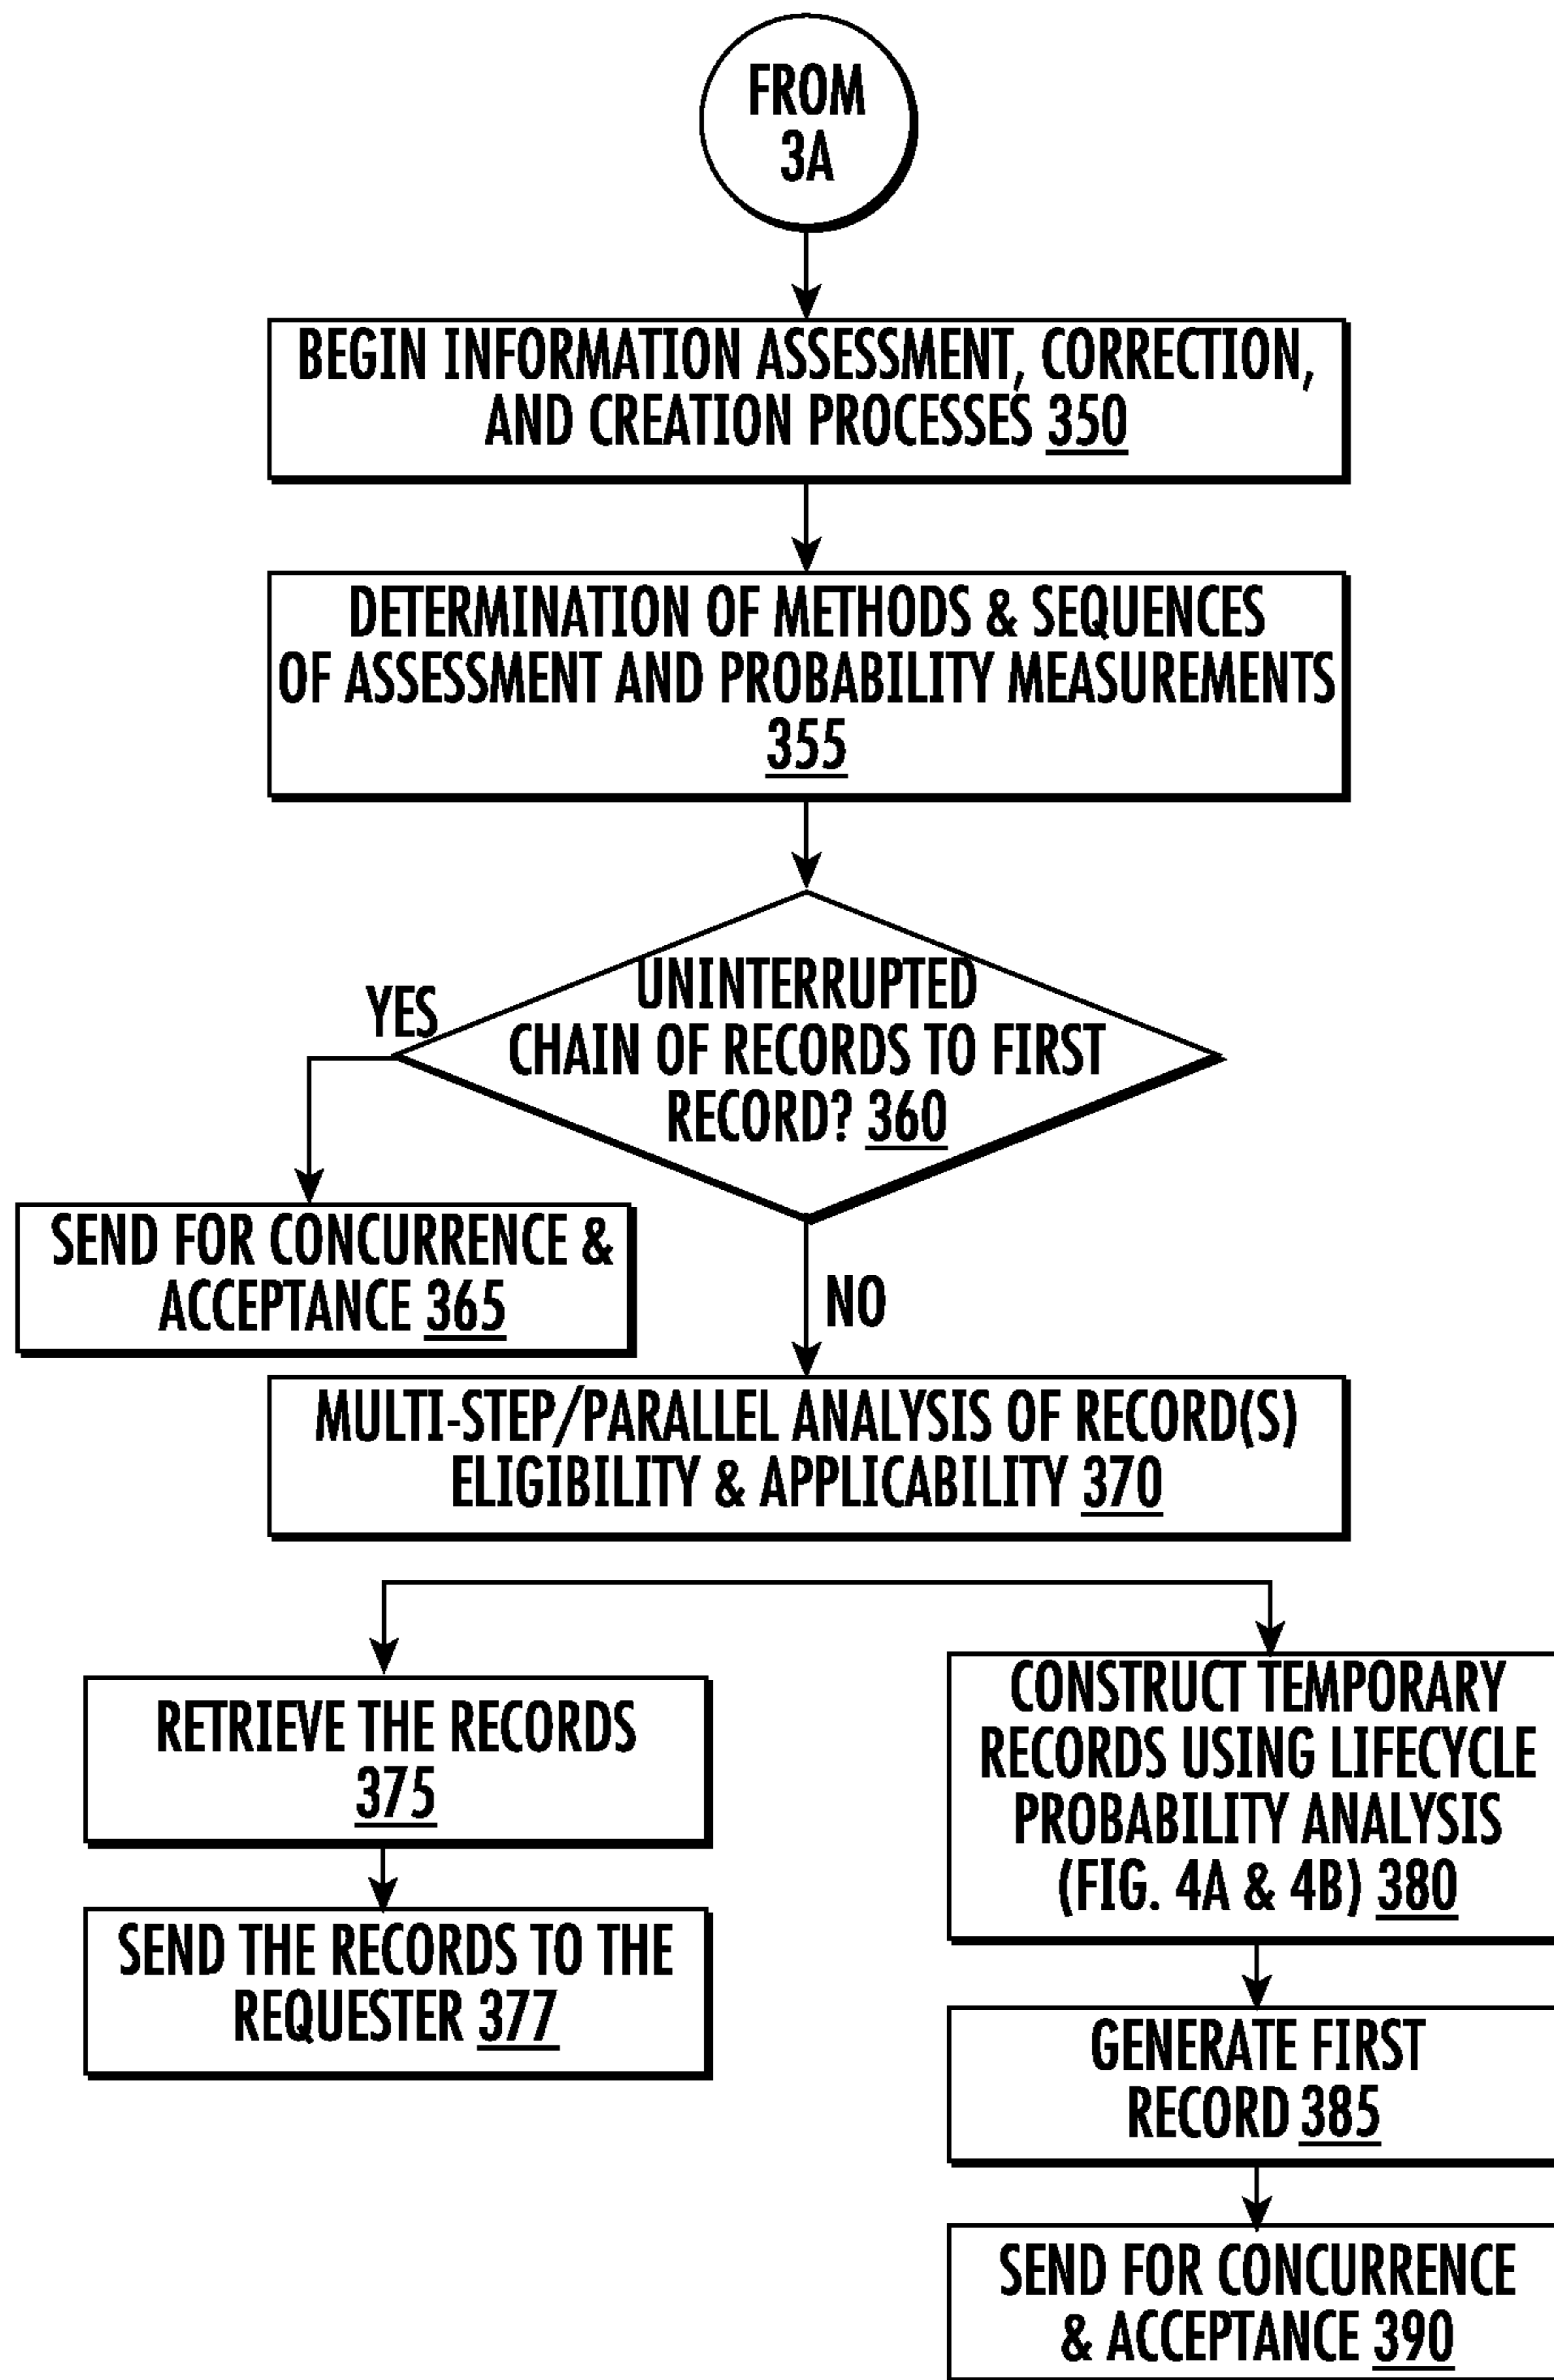 FROM
3A
BEGIN INFORMATION ASSESSMENT, CORRECTION,
AND CREATION PROCESSES 350
DETERMINATION OF METHODS & SEQUENCES
OF ASSESSMENT AND PROBABILITY MEASUREMENTS
355
UNINTERRUPTED
CHAIN OF RECORDS TO FIRST
RECORD? 360
YES
SEND FOR CONCURRENCE &
ACCEPTANCE 365
NO
MULTI-STEP/PARALLEL ANALYSIS OF RECORD(S)
ELIGIBILITY & APPLICABILITY 370
RETRIEVE THE RECORDS
375
SEND THE RECORDS TO THE
REQUESTER 377
CONSTRUCT TEMPORARY
RECORDS USING LIFECYCLE
PROBABILITY ANALYSIS
(FIG. 4A & 4B) 380
GENERATE FIRST
RECORD 385
SEND FOR CONCURRENCE
& ACCEPTANCE 390